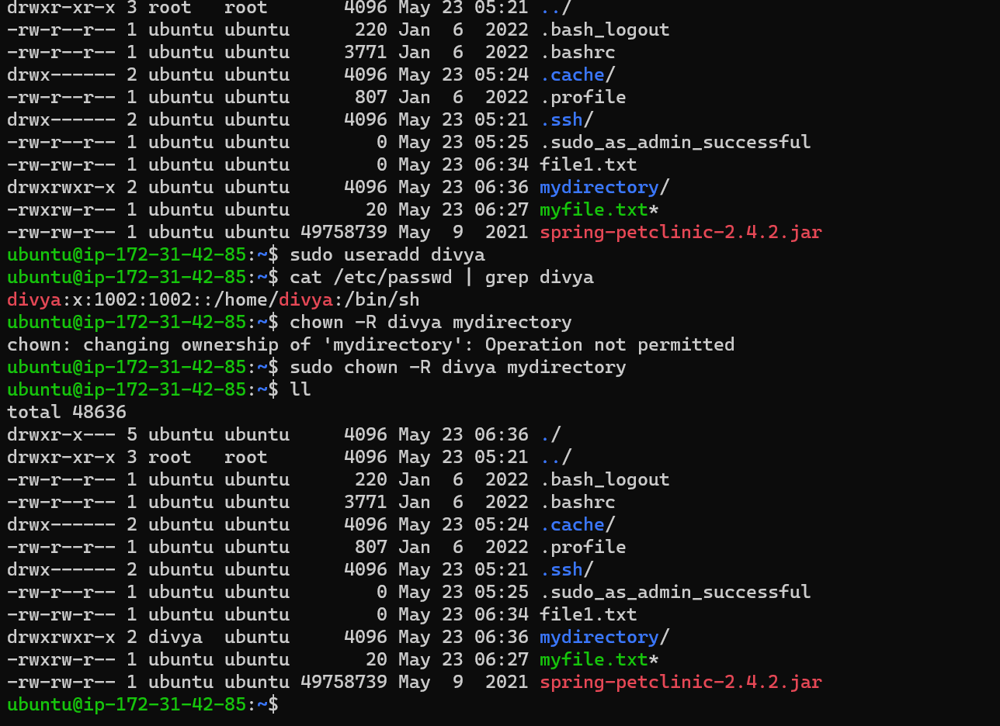 drwxr-xr-x 3 root   root       4096 May 23 05:21 ../
-rw-r--r-- 1 ubuntu ubuntu      220 Jan  6  2022 .bash_logout
-rw-r--r-- 1 ubuntu ubuntu     3771 Jan  6  2022 .bashrc
drwx------ 2 ubuntu ubuntu     4096 May 23 05:24 .cache/
-rw-r--r-- 1 ubuntu ubuntu      807 Jan  6  2022 .profile
drwx------ 2 ubuntu ubuntu     4096 May 23 05:21 .ssh/
-rw-r--r-- 1 ubuntu ubuntu        0 May 23 05:25 .sudo_as_admin_successful
-rw-rw-r-- 1 ubuntu ubuntu        0 May 23 06:34 file1.txt
drwxrwxr-x 2 ubuntu ubuntu     4096 May 23 06:36 mydirectory/
-rwxrw-r-- 1 ubuntu ubuntu       20 May 23 06:27 myfile.txt*
-rw-rw-r-- 1 ubuntu ubuntu 49758739 May  9  2021 spring-petclinic-2.4.2.jar
ubuntu@ip-172-31-42-85:~$ sudo useradd divya
ubuntu@ip-172-31-42-85:~$ cat /etc/passwd | grep divya
divya:x:1002:1002::/home/divya:/bin/sh
ubuntu@ip-172-31-42-85:~$ chown -R divya mydirectory
chown: changing ownership of 'mydirectory': Operation not permitted
ubuntu@ip-172-31-42-85:~$ sudo chown -R divya mydirectory
ubuntu@ip-172-31-42-85:~$ ll
total 48636
drwxr-x--- 5 ubuntu ubuntu     4096 May 23 06:36 ./
drwxr-xr-x 3 root   root       4096 May 23 05:21 ../
-rw-r--r-- 1 ubuntu ubuntu      220 Jan  6  2022 .bash_logout
-rw-r--r-- 1 ubuntu ubuntu     3771 Jan  6  2022 .bashrc
drwx------ 2 ubuntu ubuntu     4096 May 23 05:24 .cache/
-rw-r--r-- 1 ubuntu ubuntu      807 Jan  6  2022 .profile
drwx------ 2 ubuntu ubuntu     4096 May 23 05:21 .ssh/
-rw-r--r-- 1 ubuntu ubuntu        0 May 23 05:25 .sudo_as_admin_successful
-rw-rw-r-- 1 ubuntu ubuntu        0 May 23 06:34 file1.txt
drwxrwxr-x 2 divya  ubuntu     4096 May 23 06:36 mydirectory/
-rwxrw-r-- 1 ubuntu ubuntu       20 May 23 06:27 myfile.txt*
-rw-rw-r-- 1 ubuntu ubuntu 49758739 May  9  2021 spring-petclinic-2.4.2.jar
ubuntu@ip-172-31-42-85:~$